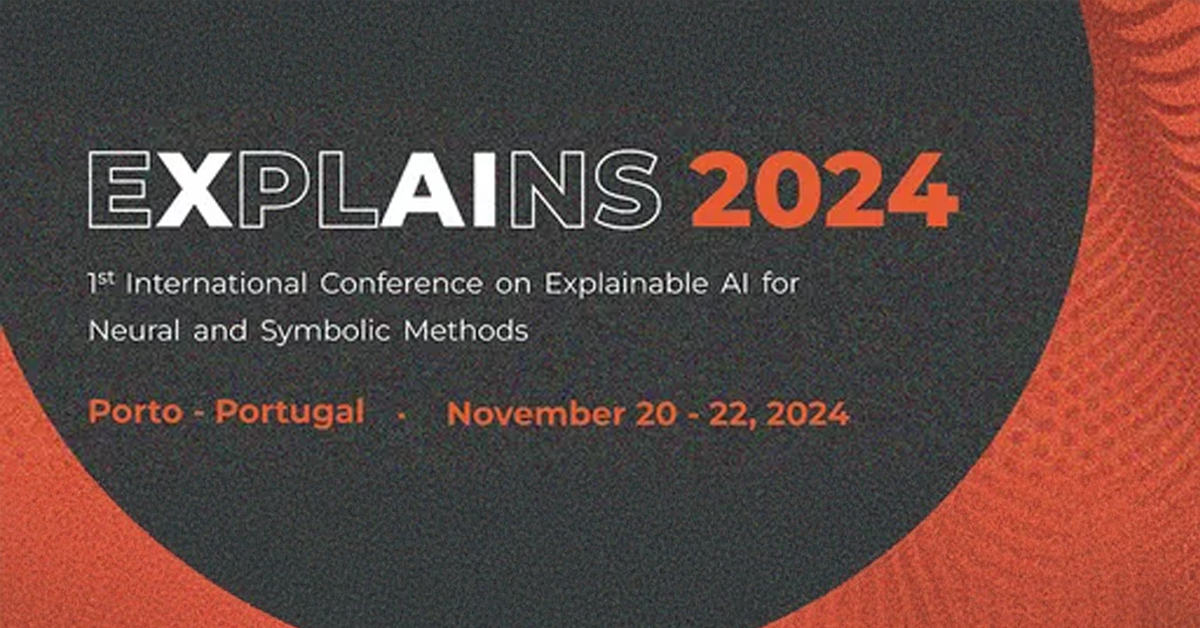 EXPLAINS 2024
1st International Conference on Explainable AI for
Neural and Symbolic Methods
Porto - Portugal · November 20 - 22, 2024